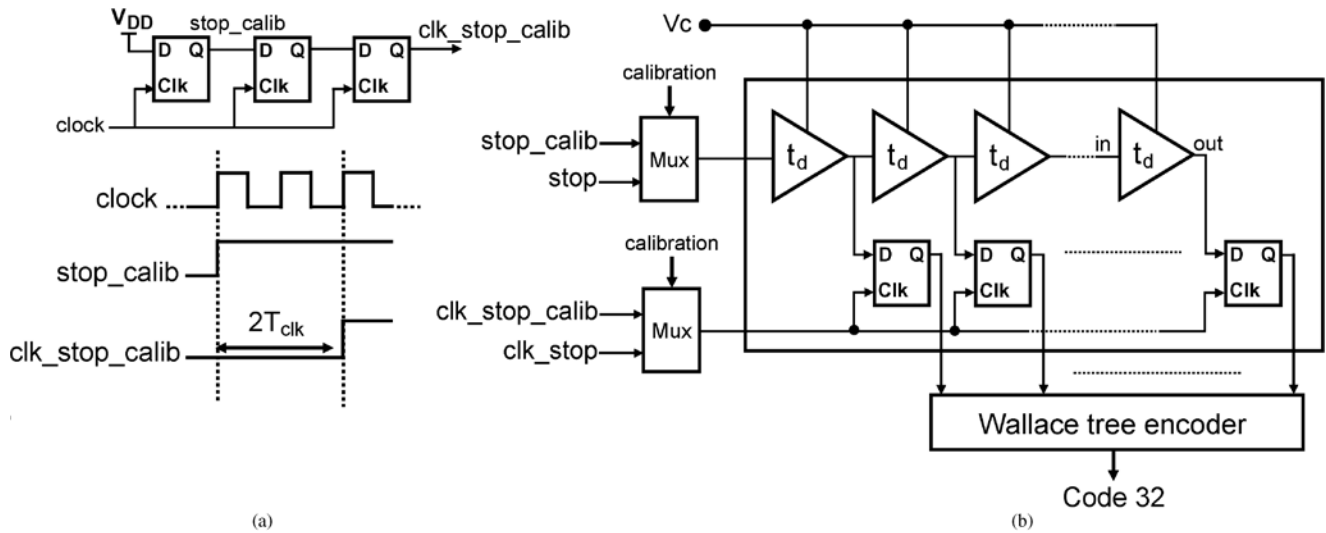 VDD
stop_calib
clk_stop_calib
D Q
Clk
D Q
Clk
D Q
Clk
clock
clock
stop_calib
2Tclk
clk_stop_calib
(a)
Vc
calibration
stop_calib
stop
Mux
td
td
td
in
td
out
calibration
clk_stop_calib
clk_stop
Mux
D Q
Clk
D Q
Clk
D Q
Clk
Wallace tree encoder
Code 32
(b)